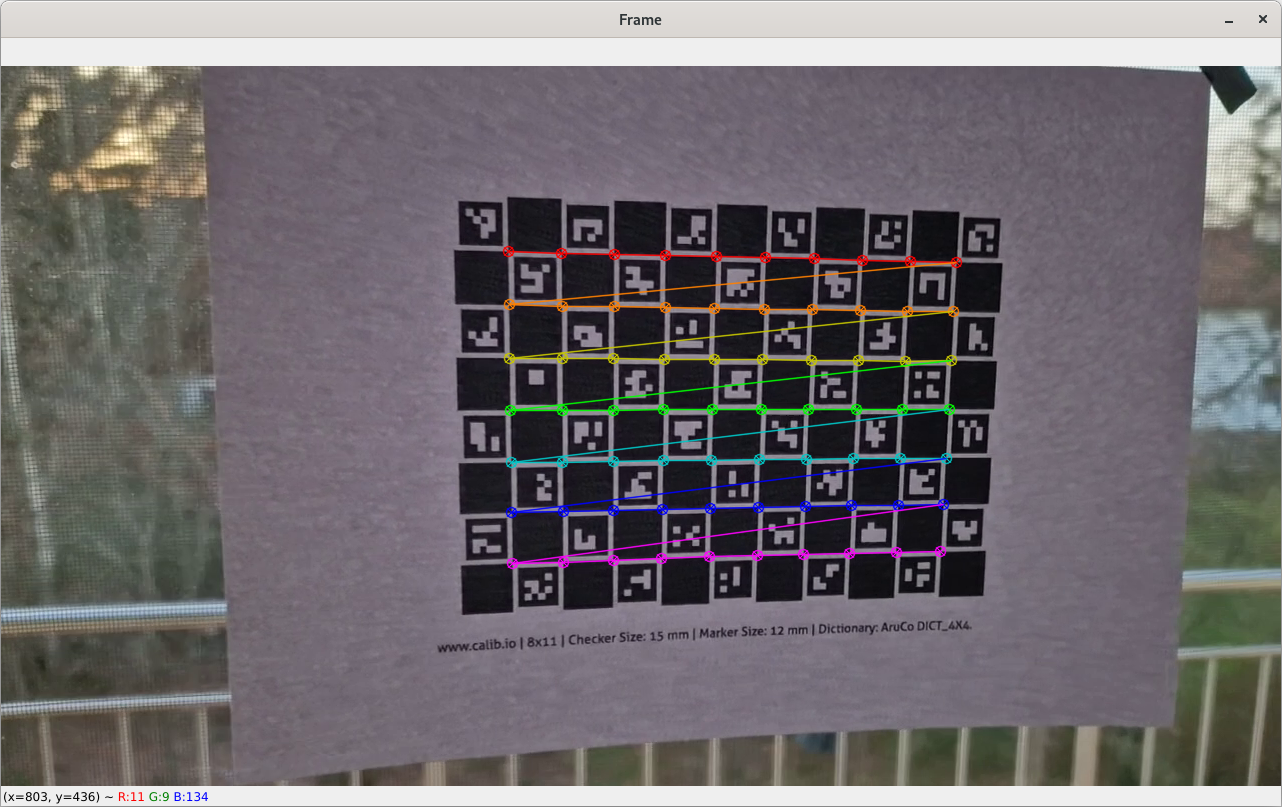 Frame
www.calib.io | 8x11 | Checker Size: 15 mm | Marker Size: 12 mm | Dictionary: AruCo DICT_4X4.
(x=803, y=436) ~ R:11 G:9 B:134